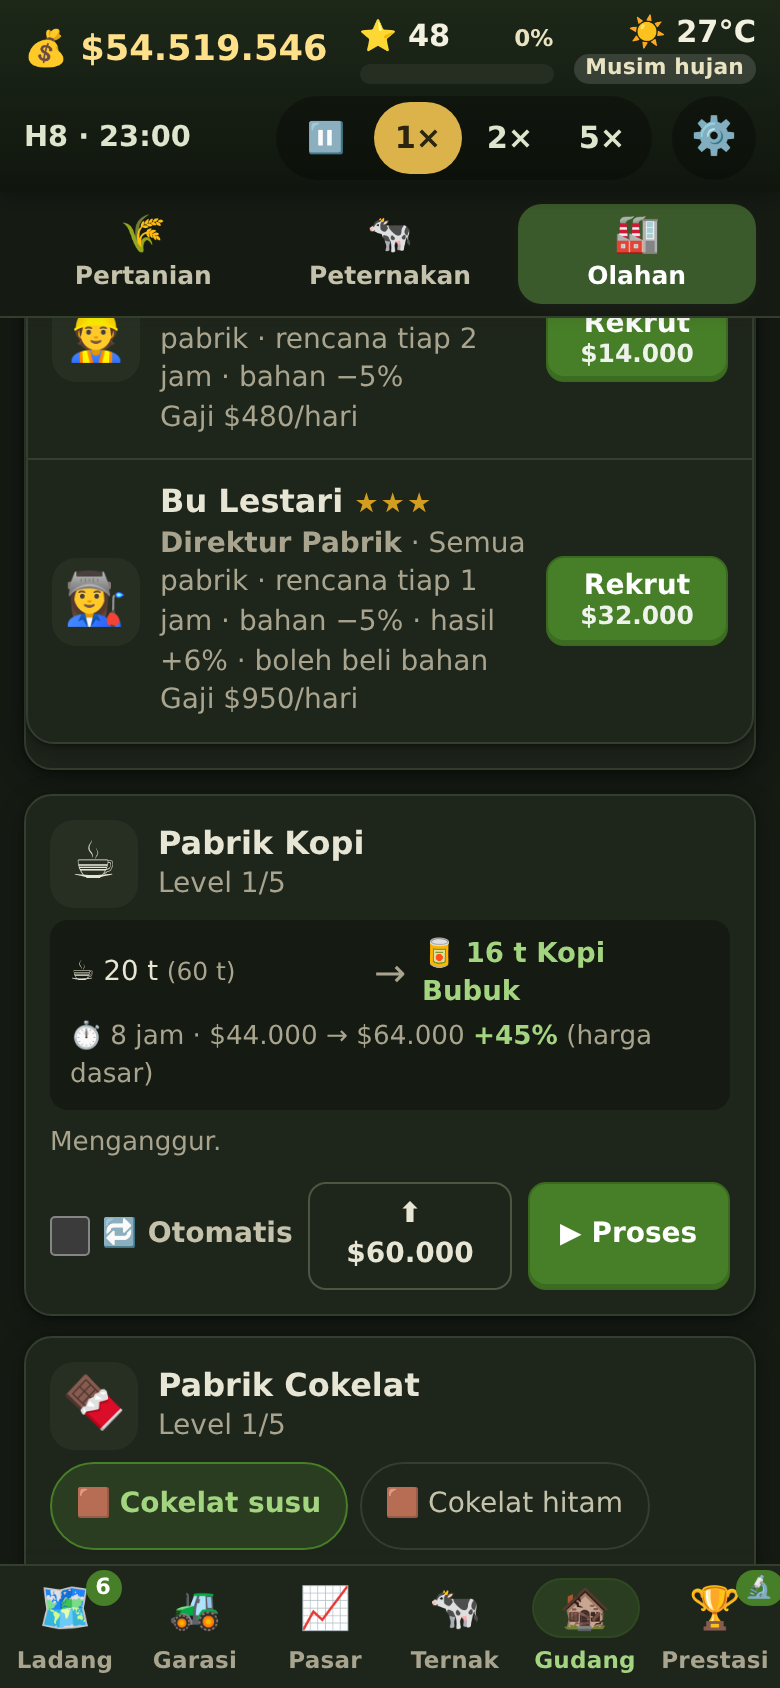 $54.519.546
48
0%
27°C
Musim hujan
H8 · 23:00
1×
2×
5×
Pertanian
Peternakan
Olahan
pabrik · rencana tiap 2
jam · bahan −5%
Gaji $480/hari
Rekrut
$14.000
Bu Lestari ★★★
Direktur Pabrik · Semua
pabrik · rencana tiap 1
jam · bahan −5% · hasil
+6% · boleh beli bahan
Gaji $950/hari
Rekrut
$32.000
Pabrik Kopi
Level 1/5
20 t (60 t)
→
16 t Kopi
Bubuk
8 jam · $44.000 → $64.000 +45% (harga
dasar)
Menganggur.
Otomatis
⬆
$60.000
▶ Proses
Pabrik Cokelat
Level 1/5
Cokelat susu
Cokelat hitam
6
Ladang
Garasi
Pasar
Ternak
Gudang
Prestasi